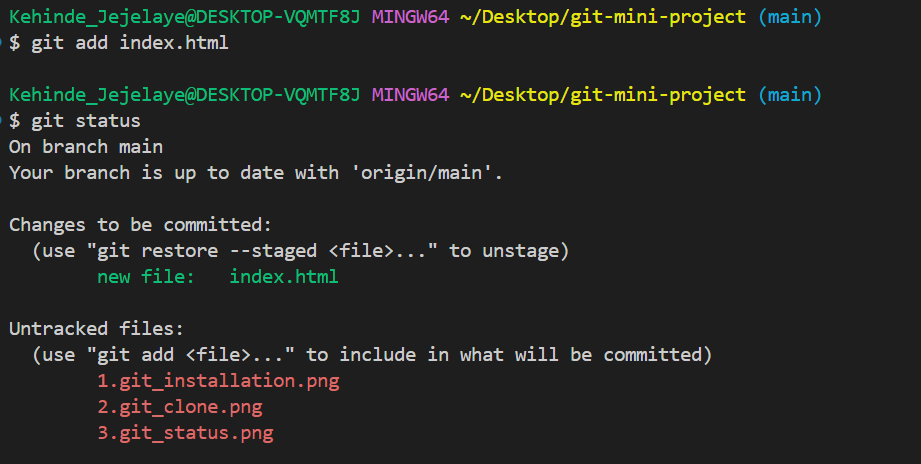 Kehinde_Jejelaye@DESKTOP-VQMTF8J MINGW64 ~/Desktop/git-mini-project (main)
$ git add index.html
Kehinde_Jejelaye@DESKTOP-VQMTF8J MINGW64 ~/Desktop/git-mini-project (main)
$ git status
On branch main
Your branch is up to date with 'origin/main'.
Changes to be committed:
  (use "git restore --staged <file>..." to unstage)
        new file:   index.html
Untracked files:
  (use "git add <file>..." to include in what will be committed)
        1.git_installation.png
        2.git_clone.png
        3.git_status.png